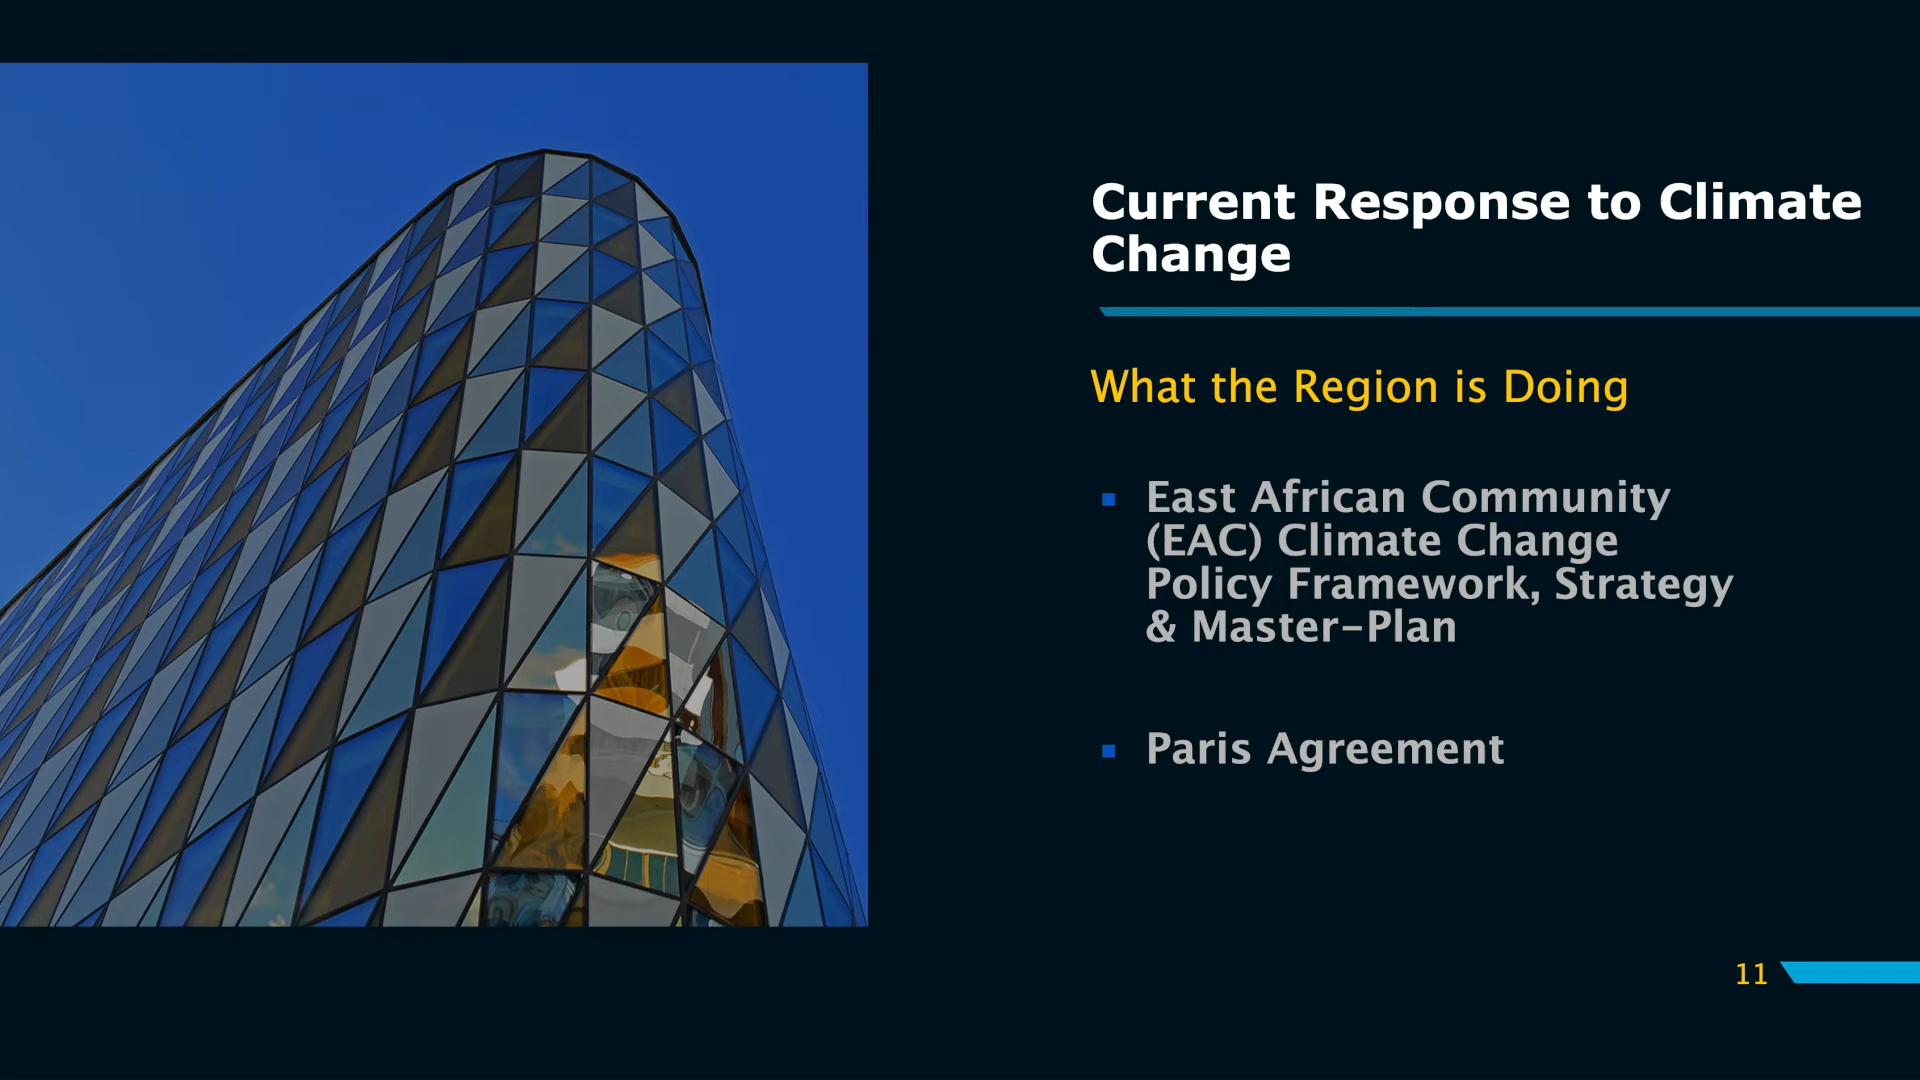 Current Response to Climate
Change
What the Region is Doing
▪ East African Community
(EAC) Climate Change
Policy Framework, Strategy
& Master-Plan
▪ Paris Agreement
11